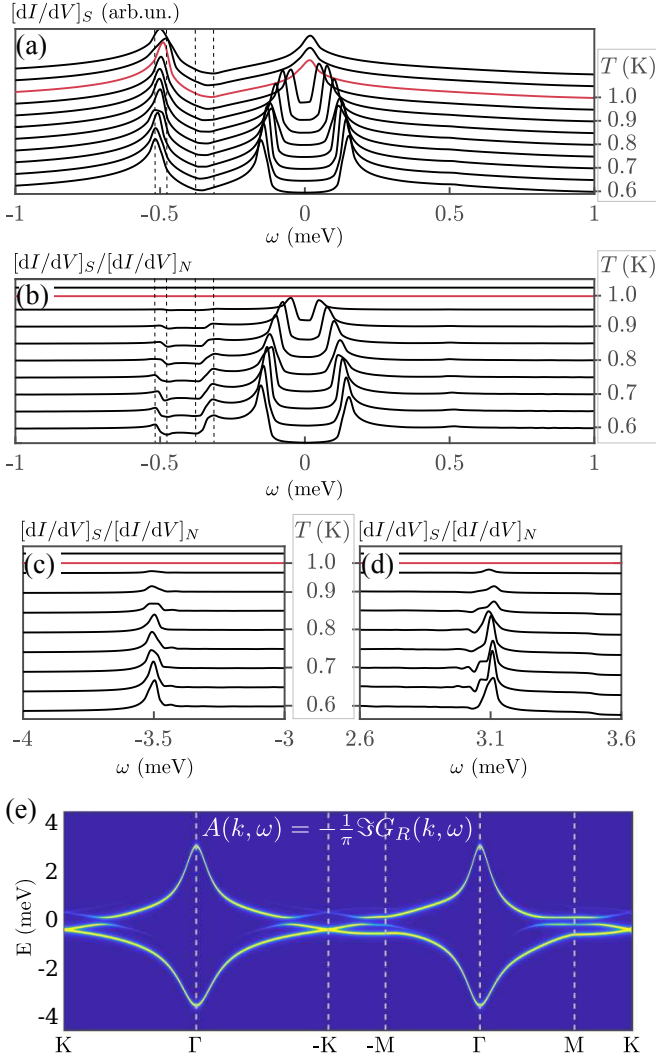 [dI/dV]_S (arb.un.)
(a)
T (K)
1.0
0.9
0.8
0.7
0.6
-1 -0.5 0 0.5 1
ω (meV)
[dI/dV]_S/[dI/dV]_N
(b)
T (K)
1.0
0.9
0.8
0.7
0.6
-1 -0.5 0 0.5 1
ω (meV)
[dI/dV]_S/[dI/dV]_N T (K) [dI/dV]_S/[dI/dV]_N
(c) 1.0 (d)
0.9
0.8
0.7
0.6
-4 -3.5 -3 2.6 3.1 3.6
ω (meV) ω (meV)
(e)
A(k, ω) = −1/π ℑG_R(k, ω)
E (meV)
4
2
0
-2
-4
K Γ -K -M Γ M K